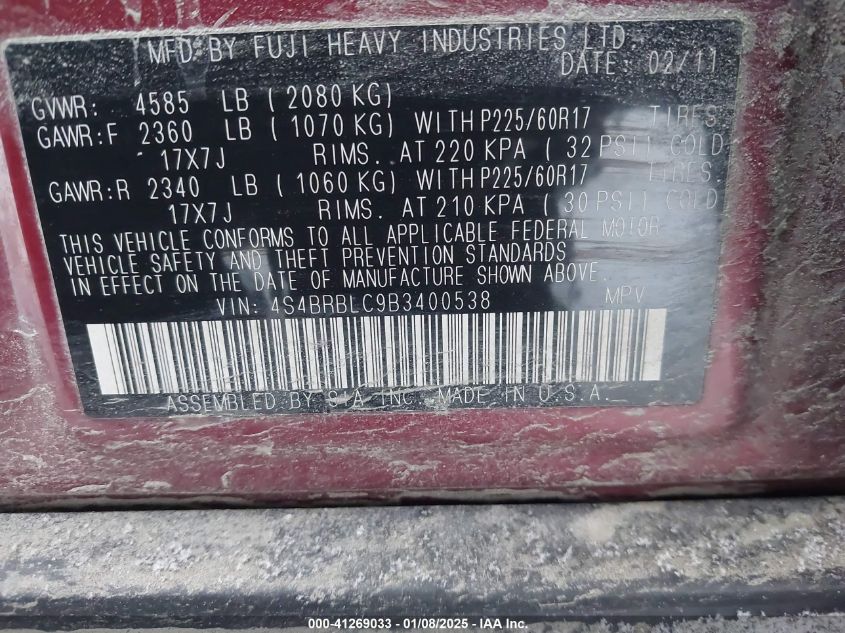 MFD BY FUJI HEAVY INDUSTRIES LTD.
DATE: 02/11
GVWR: 4585 LB ( 2080 KG)
GAWR:F 2360 LB ( 1070 KG) WITH P225/60R17 TIRES
17X7J RIMS. AT 220 KPA ( 32 PSI) COLD
GAWR:R 2340 LB ( 1060 KG) WITH P225/60R17 TIRES
17X7J RIMS. AT 210 KPA ( 30 PSI) COLD
THIS VEHICLE CONFORMS TO ALL APPLICABLE FEDERAL MOTOR
VEHICLE SAFETY AND THEFT PREVENTION STANDARDS
IN EFFECT ON THE DATE OF MANUFACTURE SHOWN ABOVE.
VIN: 4S4BRBLC9B3400538 MPV
ASSEMBLED BY S.I.A. INC. MADE IN U.S.A.
000-41269033 - 01/08/2025 - IAA Inc.